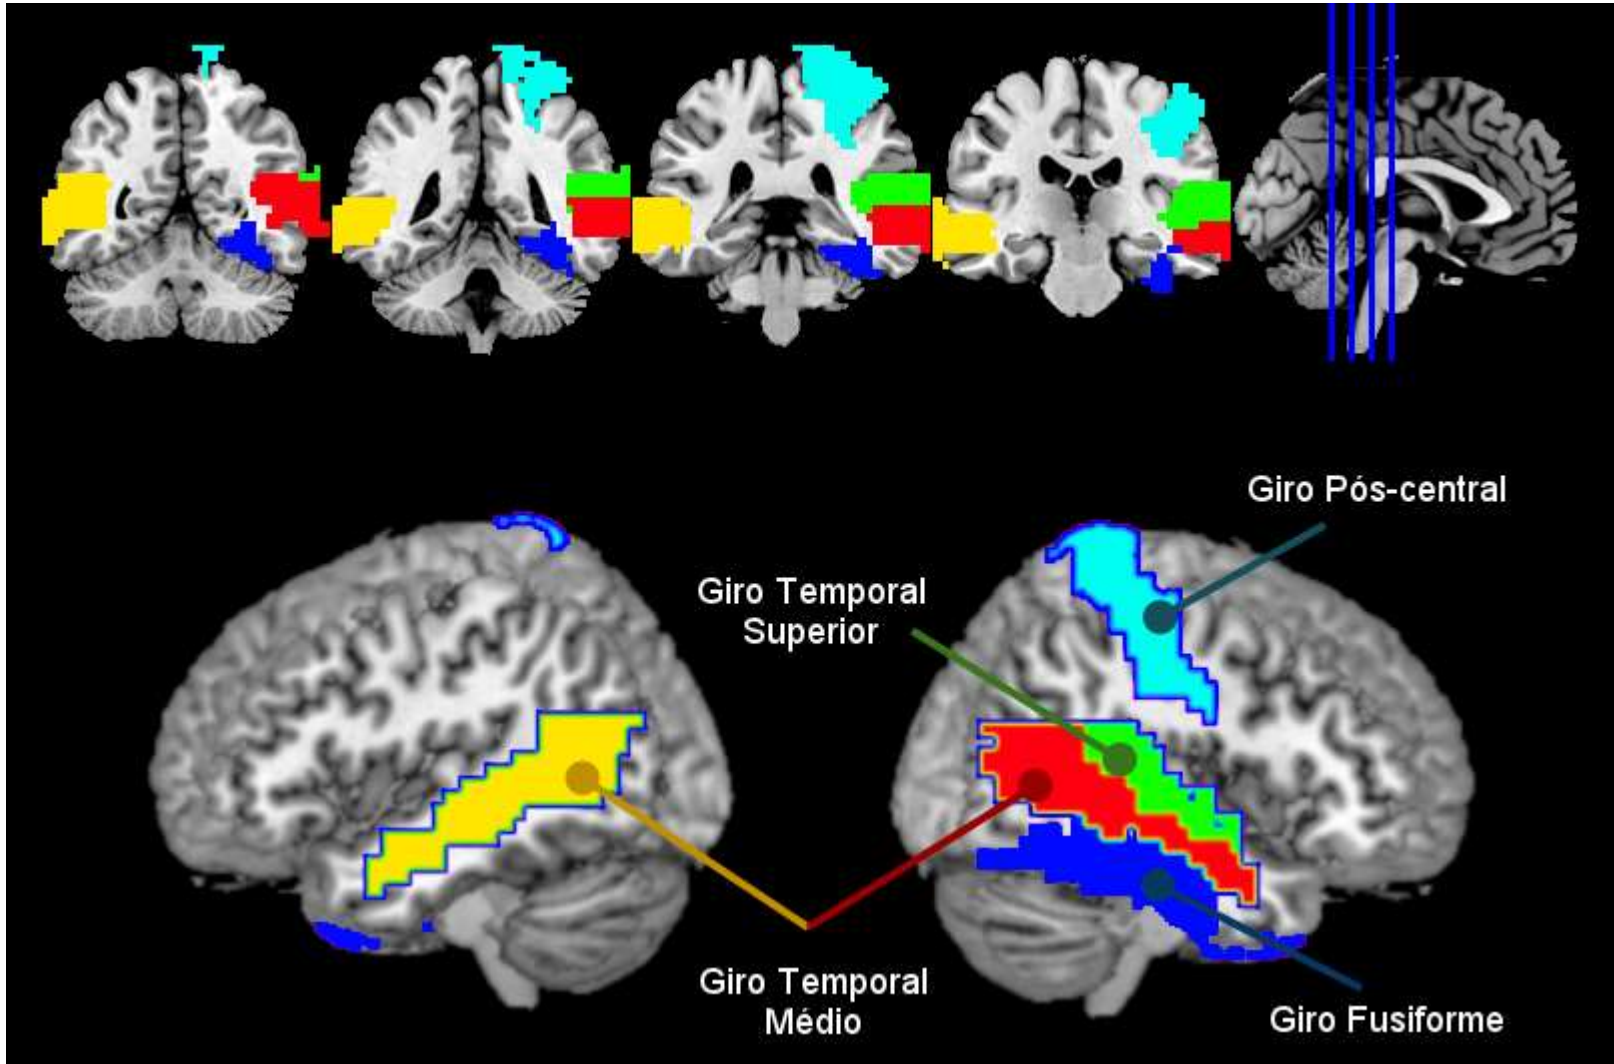 Giro Pós-central
Giro Temporal
Superior
Giro Temporal
Médio
Giro Fusiforme